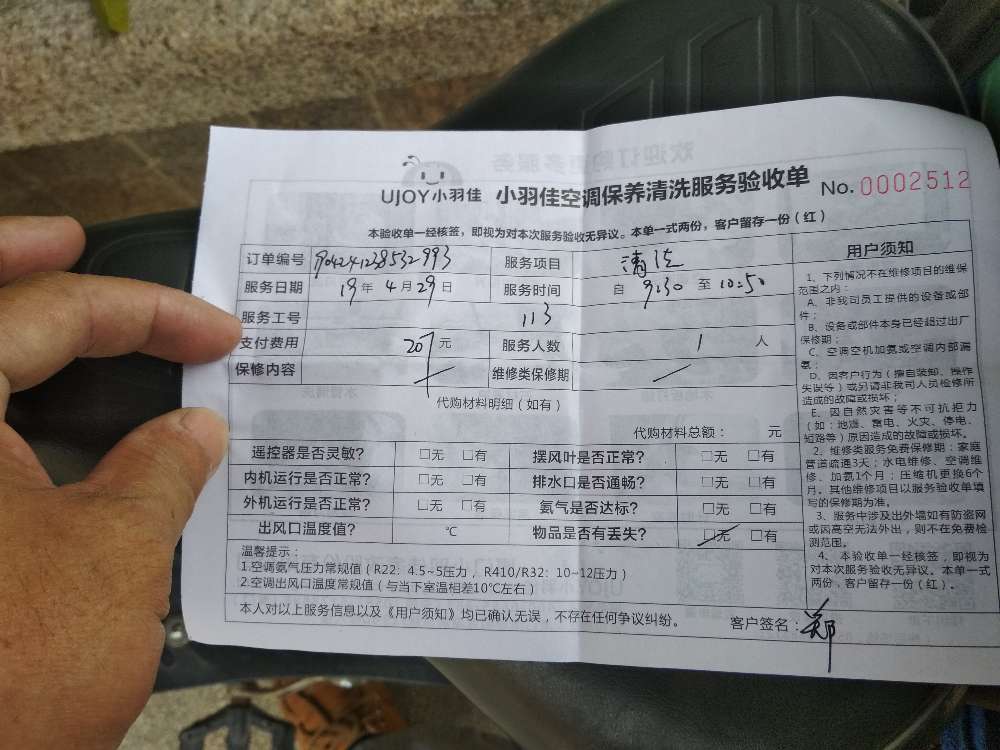 UJOY小羽佳 小羽佳空调保养清洗服务验收单 No. 0002512
本验收单一经核签，即视为对本次服务验收无异议。本单一式两份，客户留存一份（红）
订单编号 904241238532993 服务项目 清洗
服务日期 19年 4月 29日 服务时间 自 9:30 至 10:50
服务工号 113
支付费用 207 元 服务人数 1 人
保修内容 维修类保修期
代购材料明细（如有）
代购材料总额： 元
遥控器是否灵敏？ □无 □有 摆风叶是否正常？ □无 □有
内机运行是否正常？ □无 □有 排水口是否通畅？ □无 □有
外机运行是否正常？ □无 □有 氨气是否达标？ □无 □有
出风口温度值？ ℃ 物品是否有丢失？ □无 □有
温馨提示：
1.空调氨气压力常规值（R22：4.5~5压力，R410/R32：10~12压力）
2.空调出风口温度常规值（与当下室温相差10℃左右）
本人对以上服务信息以及《用户须知》均已确认无误，不存在任何争议纠纷。 客户签名：郑
用户须知
1、下列情况不在维修项目的维保
范围之内：
A、非我司员工提供的设备或部
件；
B、设备或部件本身已经超过出厂
保修期；
C、空调空机加氨或空调内部漏
氨；
D、因客户行为（擅自装卸、操作
失误等）或另请非我司人员检修所
造成的故障或损坏；
E、因自然灾害等不可抗拒力
（如：地震、雷电、火灾、停电、
短路等）原因造成的故障或损坏。
2、维修类服务免费保修期：家庭
管道疏通3天；水电维修、空调维
修、加氨1个月；压缩机更换6个
月。其他维修项目以服务验收单填
写的保修期为准。
3、服务中涉及出外墙如有防盗网
或因高空无法外出，则不在免费检
测范围。
4、本验收单一经核签，即视为
对本次服务验收无异议。本单一式
两份，客户留存一份（红）。